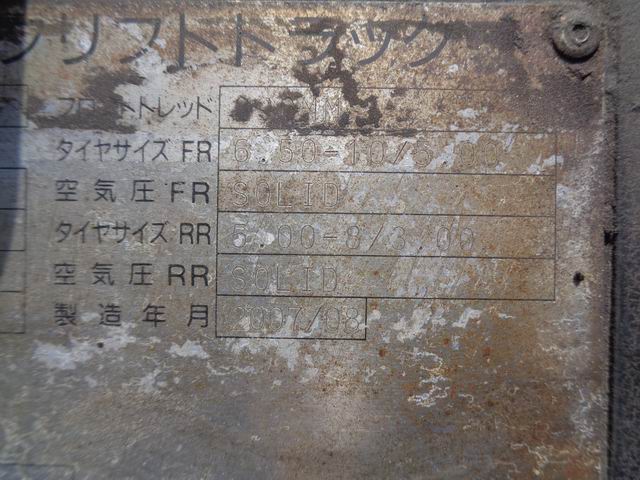 ンリフトトラック
フロントトレッド MM
タイヤサイズ FR 6.50-10/5.00
空気圧 FR SOLID
タイヤサイズ RR 5.00-8/3.00
空気圧 RR SOLID
製造年月 2007/08